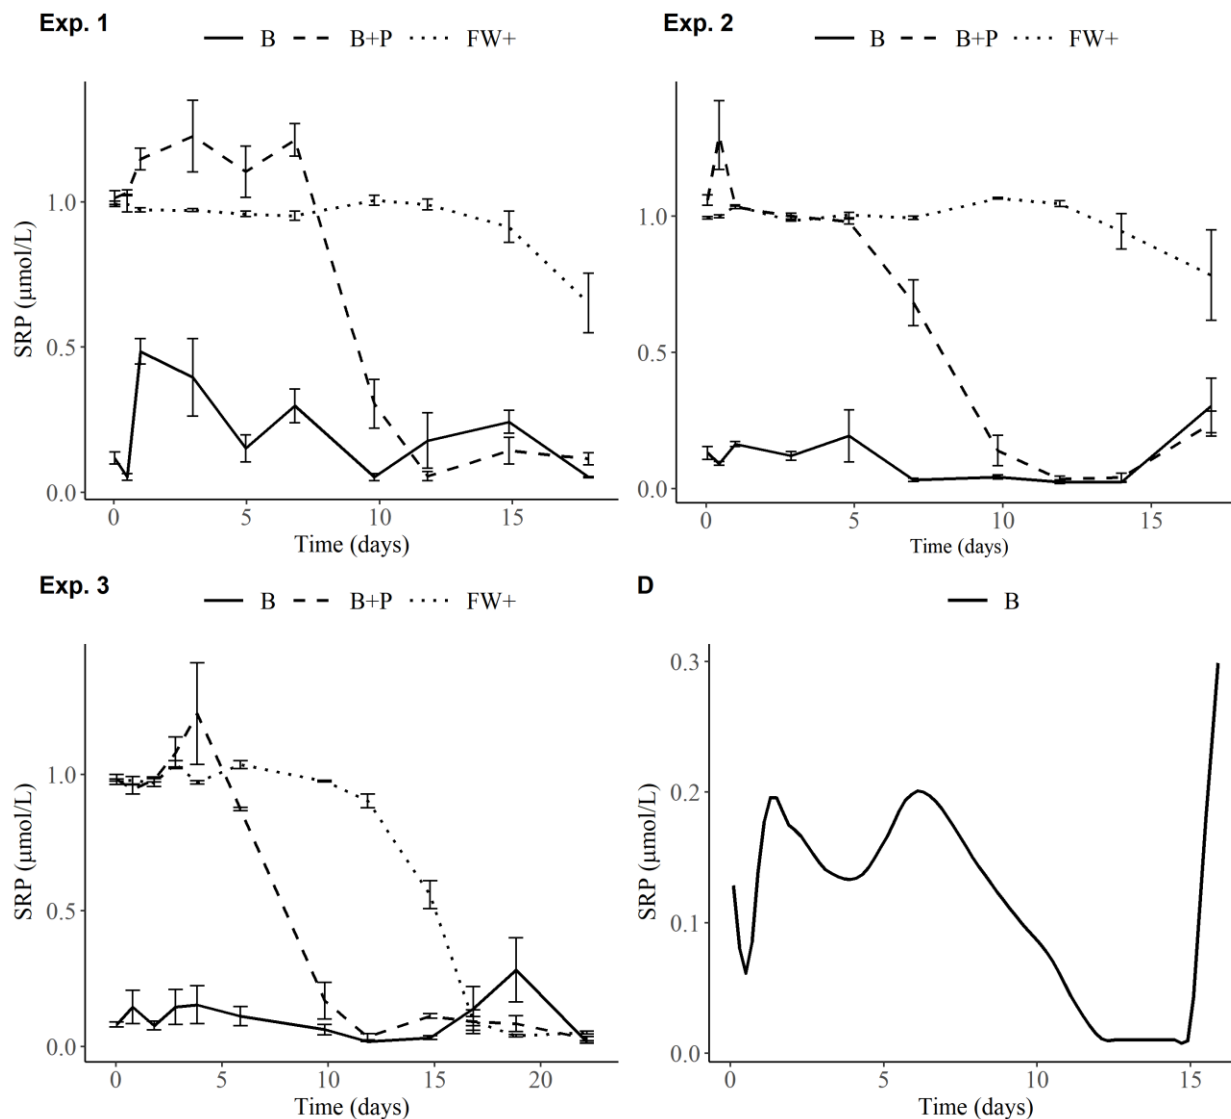 Exp. 1
B B+P FW+
SRP (µmol/L)
1.0
0.5
0.0
0 5 10 15
Time (days)
Exp. 2
B B+P FW+
1.0
0.5
0.0
0 5 10 15
Time (days)
Exp. 3
B B+P FW+
SRP (µmol/L)
1.0
0.5
0.0
0 5 10 15 20
Time (days)
D
B
SRP (µmol/L)
0.3
0.2
0.1
0.0
0 5 10 15
Time (days)